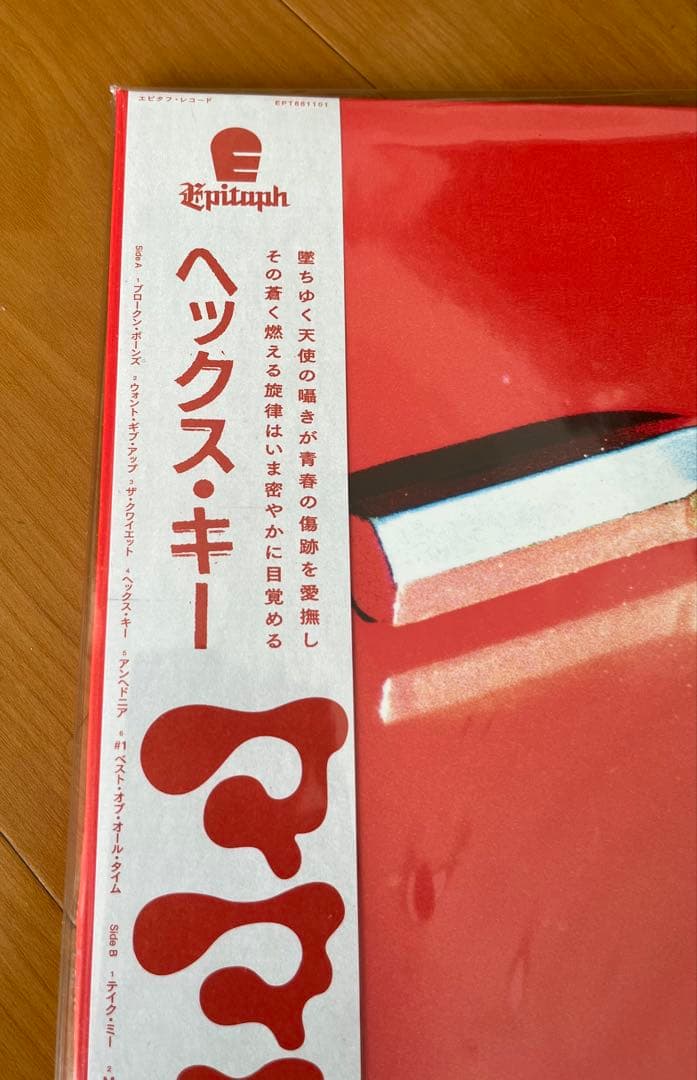 エピタフ・レコード
EPT881101
Epitaph
墜ちゆく天使の囁きが青春の傷跡を愛撫し
その蒼く燃える旋律はいま密やかに目覚める
ヘックス・キー
Side A
1 ブロークン・ボーンズ
2 ウォント・ギブ・アップ
3 ザ・クワイエット
4 ヘックス・キー
5 アンヘドニア
6 #1 ベスト・オブ・オール・タイム
Side B
1 テイク・ミー
2